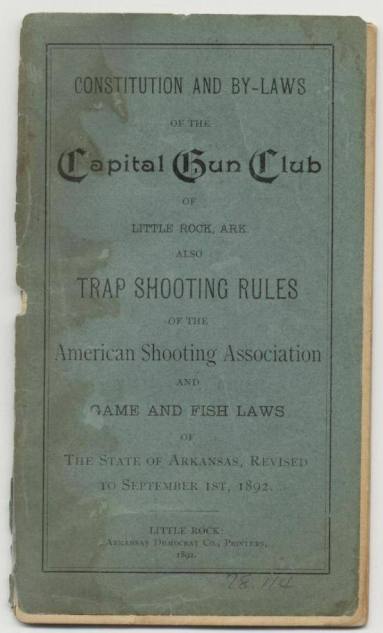 CONSTITUTION AND BY-LAWS
OF THE
Capital Gun Club
OF
LITTLE ROCK, ARK.
ALSO
TRAP SHOOTING RULES
OF THE
American Shooting Association
AND
GAME AND FISH LAWS
OF
THE STATE OF ARKANSAS, REVISED
TO SEPTEMBER 1ST, 1892.
LITTLE ROCK:
ARKANSAS DEMOCRAT CO., PRINTERS,
1892.
78.114